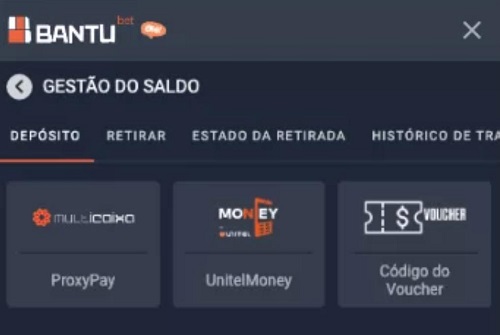 BANTU bet
GESTÃO DO SALDO
DEPÓSITO RETIRAR ESTADO DA RETIRADA HISTÓRICO DE TRA
multicaixa
MONEY
UNITEL
$ VOUCHER
ProxyPay
UnitelMoney
Código do
Voucher